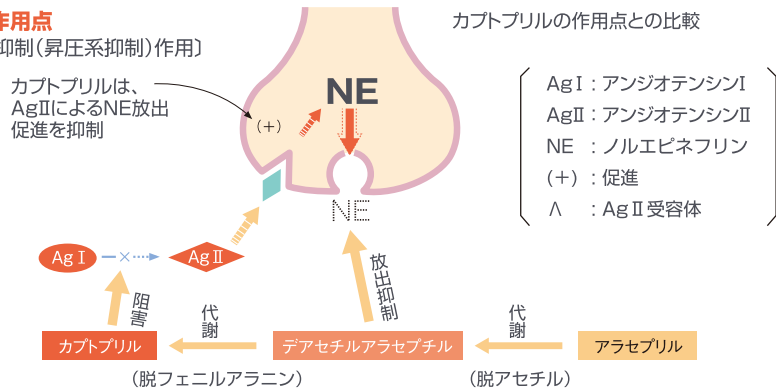 作用点
抑制(昇圧系抑制)作用〕
カプトプリルの作用点との比較
カプトプリルは、
AgⅡによるNE放出
促進を抑制
(+)
NE
NE
AgⅠ:アンジオテンシンⅠ
AgⅡ:アンジオテンシンⅡ
NE :ノルエピネフリン
(+):促進
Λ :AgⅡ受容体
AgⅠ
×
AgⅡ
阻害
放出抑制
代謝
代謝
カプトプリル
デアセチルアラセプチル
アラセプリル
(脱フェニルアラニン)
(脱アセチル)